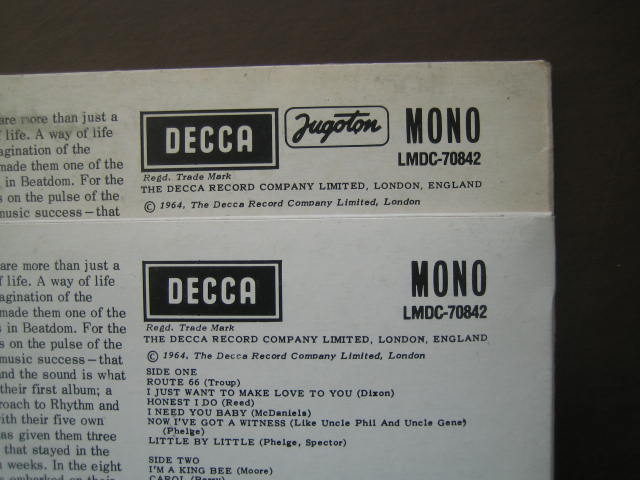 are more than just a
f life. A way of life
agination of the
made them one of the
in Beatdom. For the
s on the pulse of the
music success – that
DECCA
Jugoton
MONO
LMDC-70842
Regd. Trade Mark
THE DECCA RECORD COMPANY LIMITED, LONDON, ENGLAND
© 1964, The Decca Record Company Limited, London
are more than just a
f life. A way of life
agination of the
made them one of the
s in Beatdom. For the
s on the pulse of the
music success – that
nd the sound is what
their first album; a
roach to Rhythm and
with their five own
as given them three
that stayed in the
weeks. In the eight
DECCA
MONO
LMDC-70842
Regd. Trade Mark
THE DECCA RECORD COMPANY LIMITED, LONDON, ENGLAND
© 1964, The Decca Record Company Limited, London
SIDE ONE
ROUTE 66 (Troup)
I JUST WANT TO MAKE LOVE TO YOU (Dixon)
HONEST I DO (Reed)
I NEED YOU BABY (McDaniels)
NOW I'VE GOT A WITNESS (Like Uncle Phil And Uncle Gene)
(Phelge)
LITTLE BY LITTLE (Phelge, Spector)
SIDE TWO
I'M A KING BEE (Moore)
CAROL (Berry)